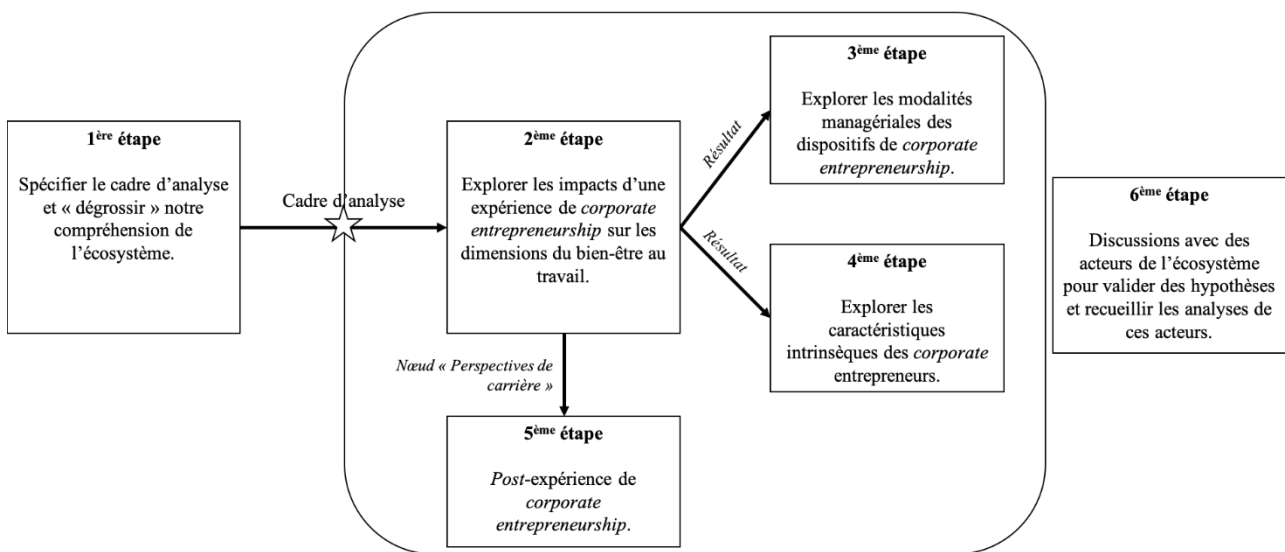 1ère étape
Spécifier le cadre d'analyse
et « dégrossir » notre
compréhension de
l'écosystème.
Cadre d'analyse
2ème étape
Explorer les impacts d'une
expérience de corporate
entrepreneurship sur les
dimensions du bien-être au
travail.
Résultat
3ème étape
Explorer les modalités
managériales des
dispositifs de corporate
entrepreneurship.
Résultat
4ème étape
Explorer les
caractéristiques
intrinsèques des corporate
entrepreneurs.
Nœud « Perspectives de
carrière »
5ème étape
Post-expérience de
corporate
entrepreneurship.
6ème étape
Discussions avec des
acteurs de l'écosystème
pour valider des hypothèses
et recueillir les analyses de
ces acteurs.